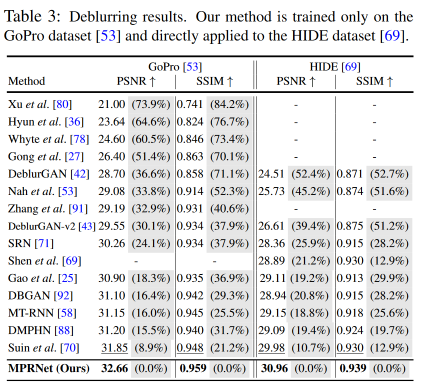 Table 3: Deblurring results. Our method is trained only on the
GoPro dataset [53] and directly applied to the HIDE dataset [69].
GoPro [53] HIDE [69]
Method PSNR ↑ SSIM ↑ PSNR ↑ SSIM ↑
Xu et al. [80] 21.00 (73.9%) 0.741 (84.2%) - -
Hyun et al. [36] 23.64 (64.6%) 0.824 (76.7%) - -
Whyte et al. [78] 24.60 (60.5%) 0.846 (73.4%) - -
Gong et al. [27] 26.40 (51.4%) 0.863 (70.1%) - -
DeblurGAN [42] 28.70 (36.6%) 0.858 (71.1%) 24.51 (52.4%) 0.871 (52.7%)
Nah et al. [53] 29.08 (33.8%) 0.914 (52.3%) 25.73 (45.2%) 0.874 (51.6%)
Zhang et al. [91] 29.19 (32.9%) 0.931 (40.6%) - -
DeblurGAN-v2 [43] 29.55 (30.1%) 0.934 (37.9%) 26.61 (39.4%) 0.875 (51.2%)
SRN [71] 30.26 (24.1%) 0.934 (37.9%) 28.36 (25.9%) 0.915 (28.2%)
Shen et al. [69] - - 28.89 (21.2%) 0.930 (12.9%)
Gao et al. [25] 30.90 (18.3%) 0.935 (36.9%) 29.11 (19.2%) 0.913 (29.9%)
DBGAN [92] 31.10 (16.4%) 0.942 (29.3%) 28.94 (20.8%) 0.915 (28.2%)
MT-RNN [58] 31.15 (16.0%) 0.945 (25.5%) 29.15 (18.8%) 0.918 (25.6%)
DMPHN [88] 31.20 (15.5%) 0.940 (31.7%) 29.09 (19.4%) 0.924 (19.7%)
Suin et al. [70] 31.85 (8.9%) 0.948 (21.2%) 29.98 (10.7%) 0.930 (12.9%)
MPRNet (Ours) 32.66 (0.0%) 0.959 (0.0%) 30.96 (0.0%) 0.939 (0.0%)